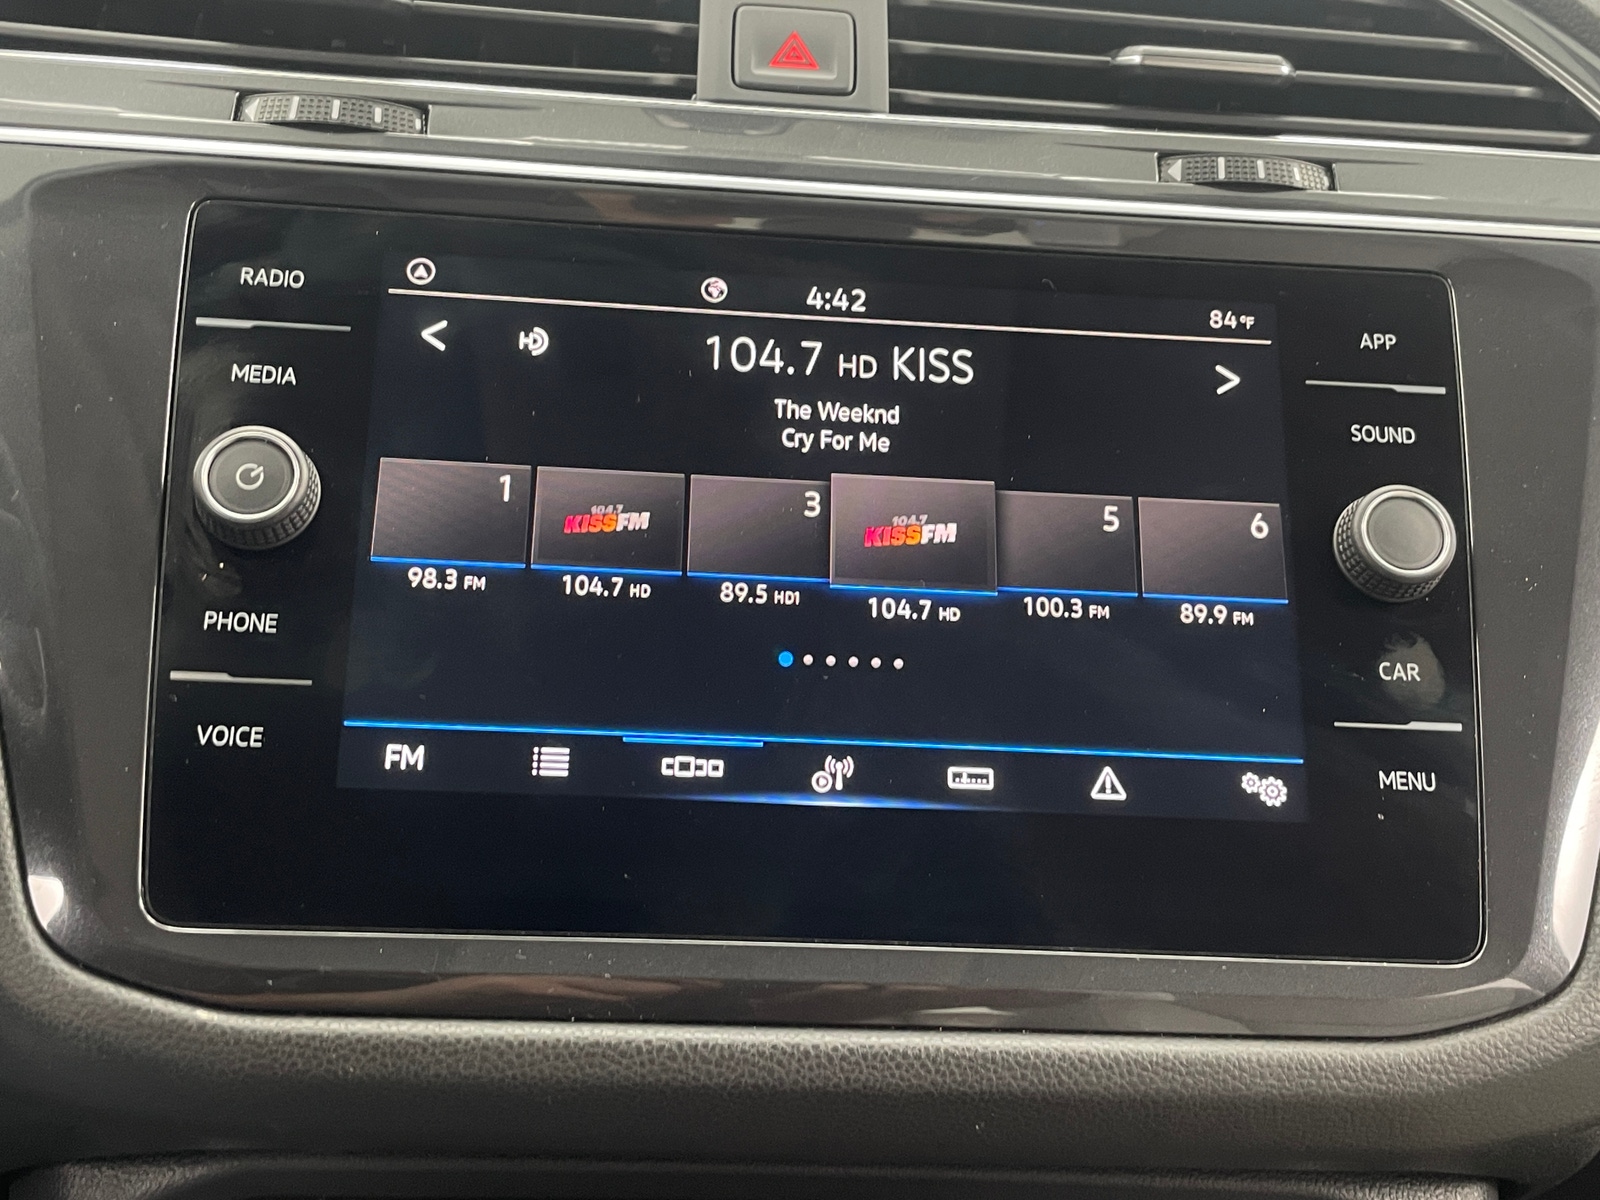 RADIO
MEDIA
PHONE
VOICE
4:42
84°F
HD
104.7 HD KISS
The Weeknd
Cry For Me
1
104.7
KISSFM
3
104.7
KISSFM
5
6
98.3 FM
104.7 HD
89.5 HD1
104.7 HD
100.3 FM
89.9 FM
FM
APP
SOUND
CAR
MENU